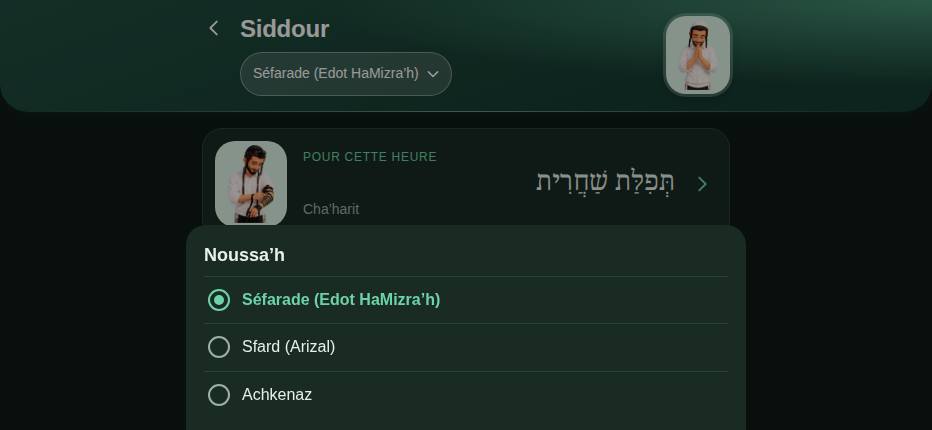 Siddour
Séfarade (Edot HaMizra’h)
POUR CETTE HEURE
תְּפִלַּת שַׁחֲרִית
Cha’harit
Noussa’h
Séfarade (Edot HaMizra’h)
Sfard (Arizal)
Achkenaz